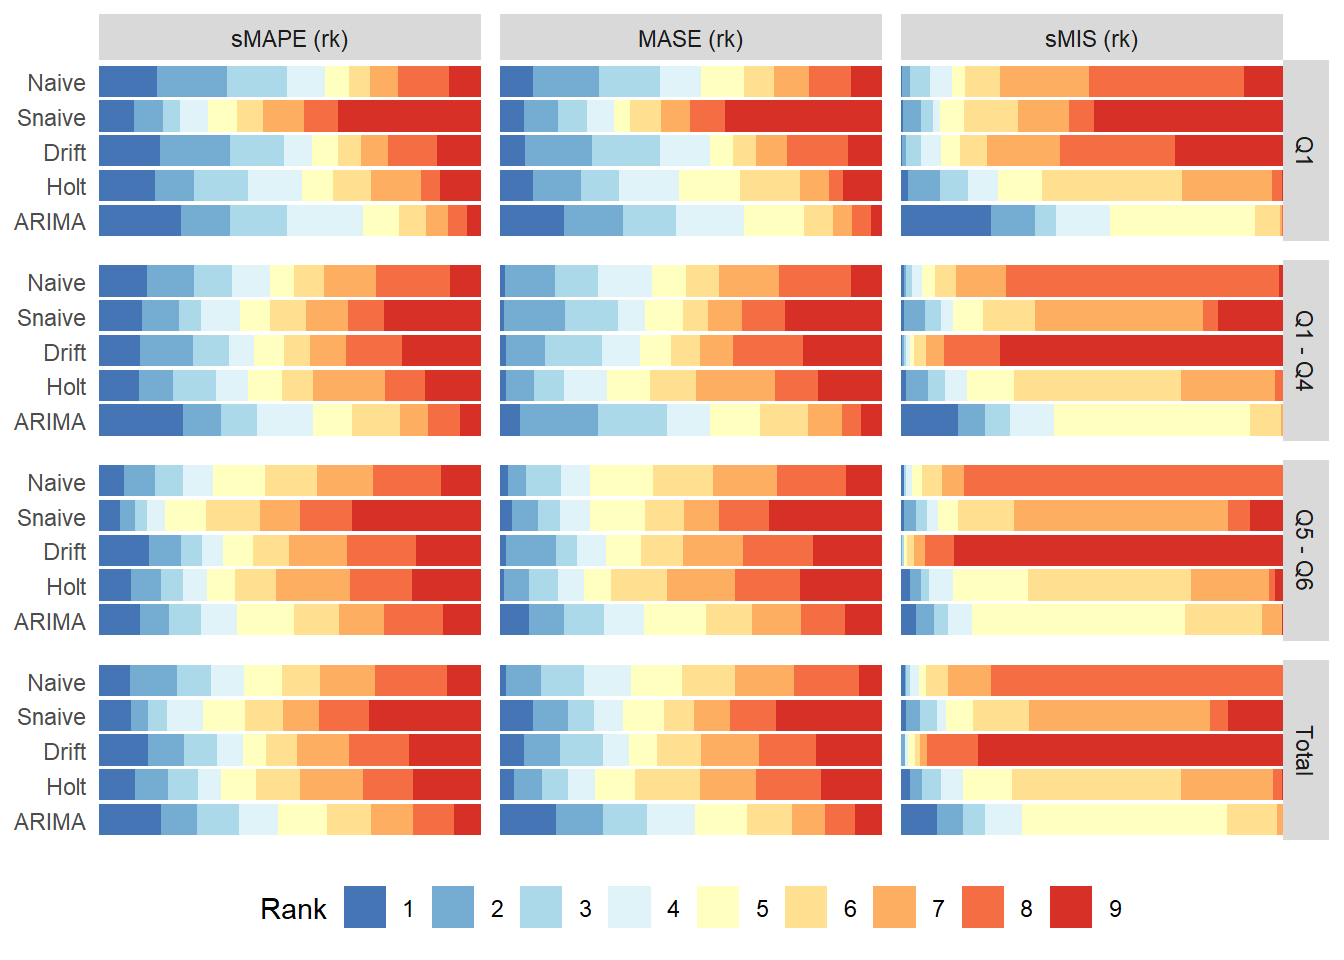 sMAPE (rk) MASE (rk) sMIS (rk)
Naive
Snaive
Drift
Holt
ARIMA
Q1
Naive
Snaive
Drift
Holt
ARIMA
Q1 - Q4
Naive
Snaive
Drift
Holt
ARIMA
Q5 - Q6
Naive
Snaive
Drift
Holt
ARIMA
Total
Rank 1 2 3 4 5 6 7 8 9